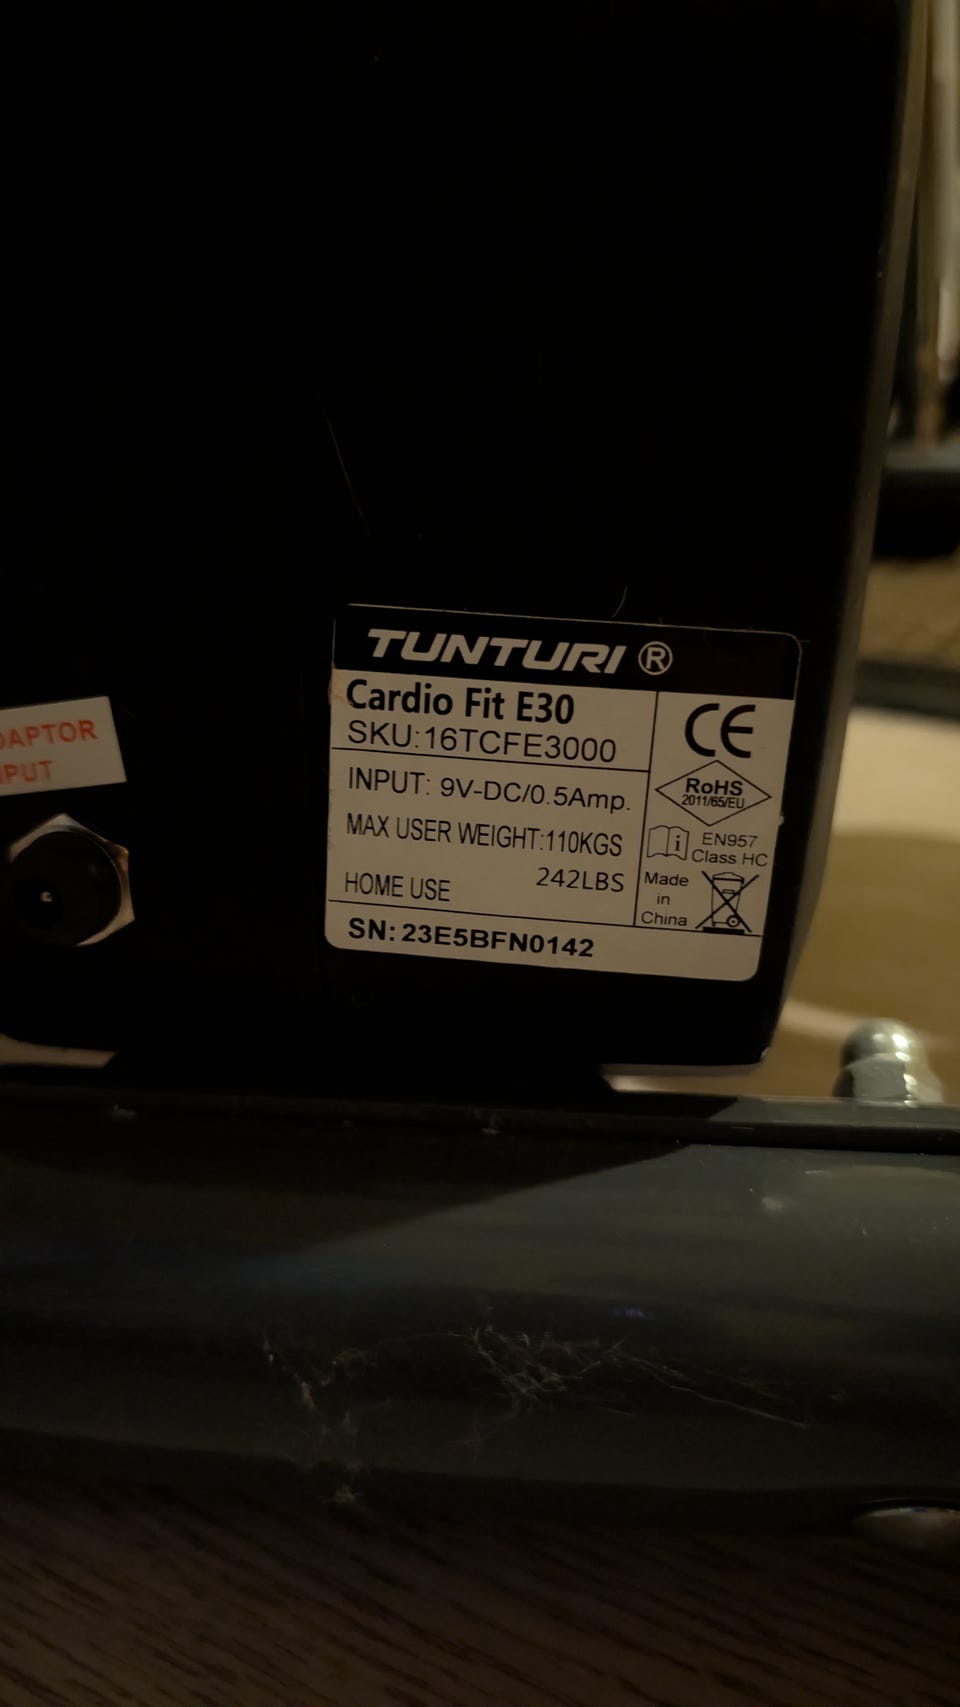 TUNTURI ®
Cardio Fit E30
SKU:16TCFE3000
INPUT: 9V-DC/0.5Amp.
MAX USER WEIGHT:110KGS
242LBS
HOME USE
SN: 23E5BFN0142
CE
RoHS
2011/65/EU
i
EN957
Class HC
Made
in
China
DAPTOR
PUT